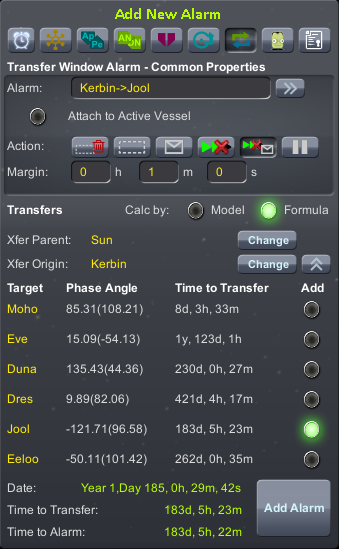 Add New Alarm
Ap Pe AN DN
Transfer Window Alarm - Common Properties
Alarm: Kerbin->Jool
Attach to Active Vessel
Action:
Margin: 0 h 1 m 0 s
Transfers Calc by: Model Formula
Xfer Parent: Sun Change
Xfer Origin: Kerbin Change
Target Phase Angle Time to Transfer Add
Moho 85.31(108.21) 8d, 3h, 33m
Eve 15.09(-54.13) 1y, 123d, 1h
Duna 135.43(44.36) 230d, 0h, 27m
Dres 9.89(82.06) 421d, 4h, 17m
Jool -121.71(96.58) 183d, 5h, 23m
Eeloo -50.11(101.42) 262d, 0h, 35m
Date: Year 1,Day 185, 0h, 29m, 42s
Time to Transfer: 183d, 5h, 23m
Add Alarm
Time to Alarm: 183d, 5h, 22m